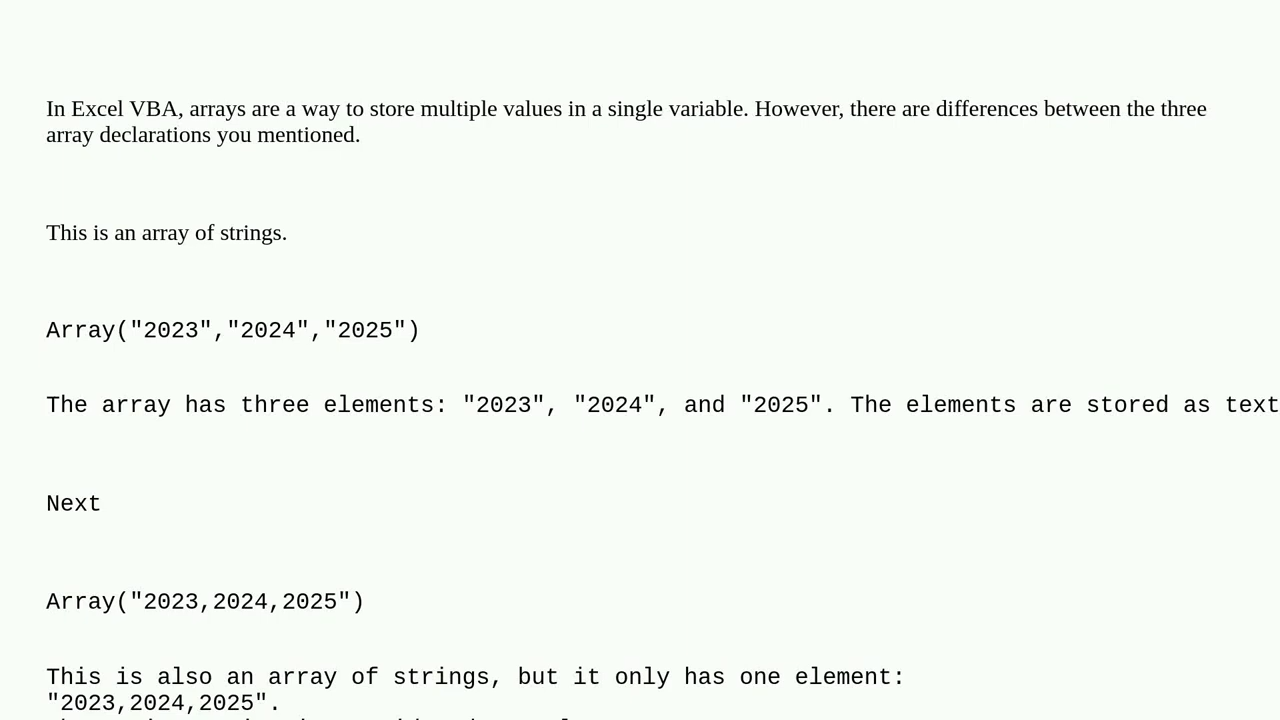 In Excel VBA, arrays are a way to store multiple values in a single variable. However, there are differences between the three
array declarations you mentioned.
This is an array of strings.
Array("2023","2024","2025")
The array has three elements: "2023", "2024", and "2025". The elements are stored as text
Next
Array("2023,2024,2025")
This is also an array of strings, but it only has one element:
"2023,2024,2025".